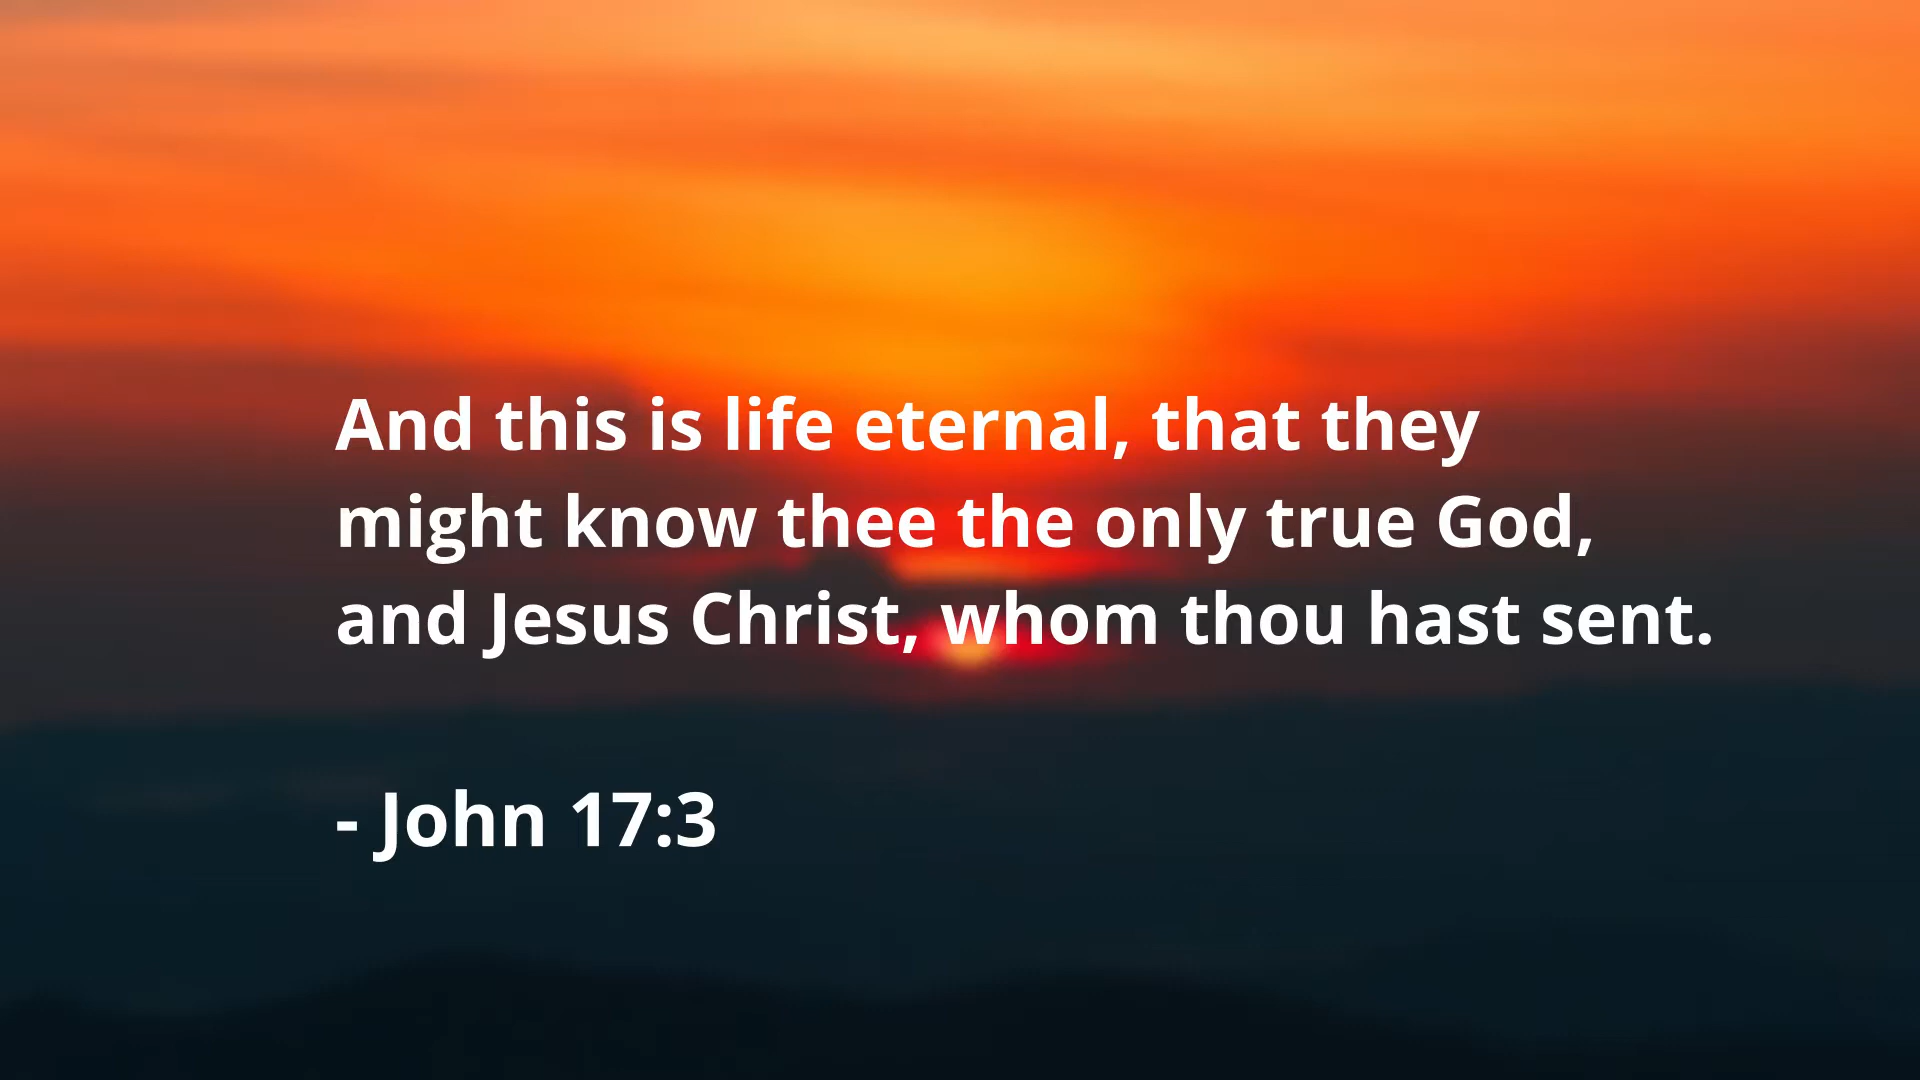 And this is life eternal, that they
might know thee the only true God,
and Jesus Christ, whom thou hast sent.
- John 17:3